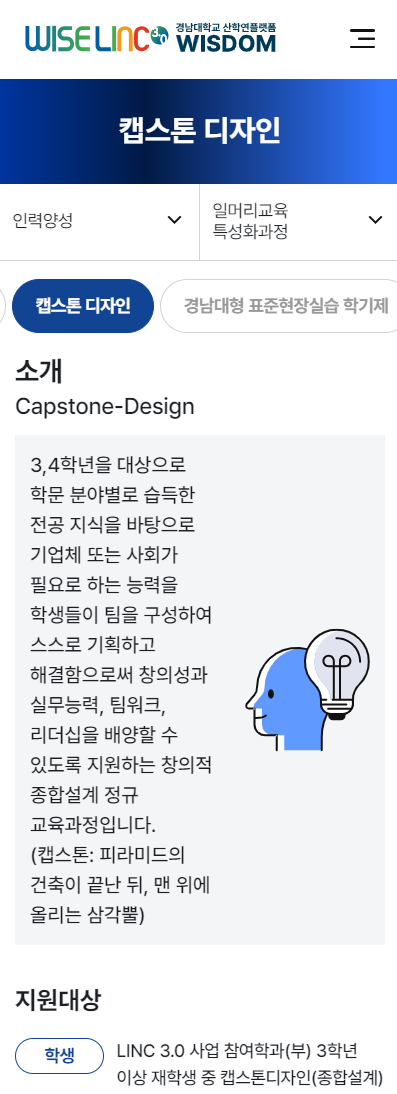 WISE LINC 3.0 경남대학교 산학연플랫폼
WISDOM
캡스톤 디자인
인력양성
일머리교육
특성화과정
캡스톤 디자인
경남대형 표준현장실습 학기제
소개
Capstone-Design
3,4학년을 대상으로
학문 분야별로 습득한
전공 지식을 바탕으로
기업체 또는 사회가
필요로 하는 능력을
학생들이 팀을 구성하여
스스로 기획하고
해결함으로써 창의성과
실무능력, 팀워크,
리더십을 배양할 수
있도록 지원하는 창의적
종합설계 정규
교육과정입니다.
(캡스톤: 피라미드의
건축이 끝난 뒤, 맨 위에
올리는 삼각뿔)
지원대상
학생
LINC 3.0 사업 참여학과(부) 3학년
이상 재학생 중 캡스톤디자인(종합설계)